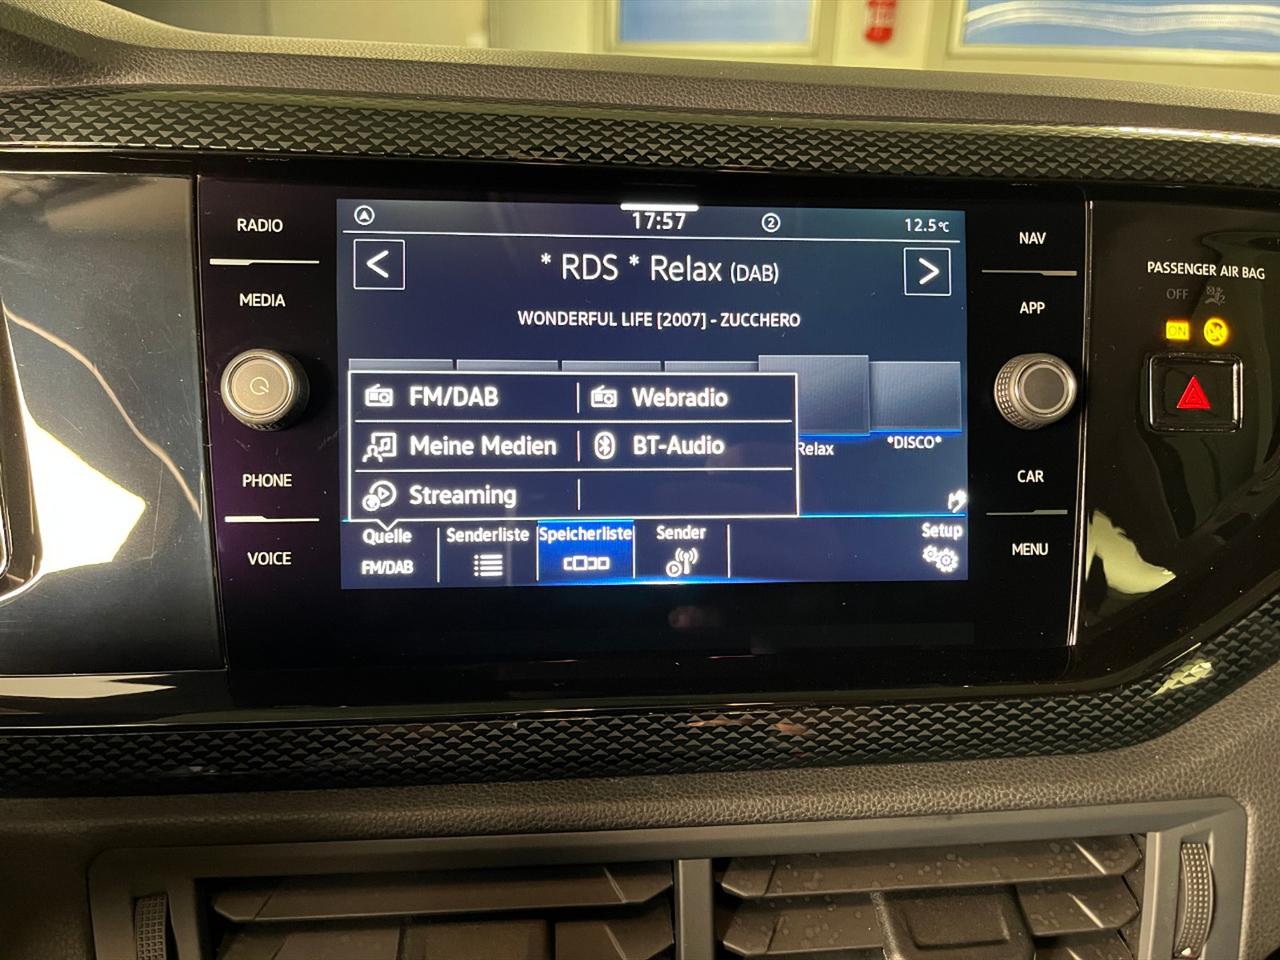 RADIO
MEDIA
PHONE
VOICE
17:57
2
12.5°C
* RDS * Relax (DAB)
WONDERFUL LIFE [2007] - ZUCCHERO
FM/DAB
Webradio
Meine Medien
BT-Audio
Streaming
Relax
*DISCO*
Quelle
FM/DAB
Senderliste
Speicherliste
Sender
Setup
NAV
APP
CAR
MENU
PASSENGER AIR BAG
OFF
ON